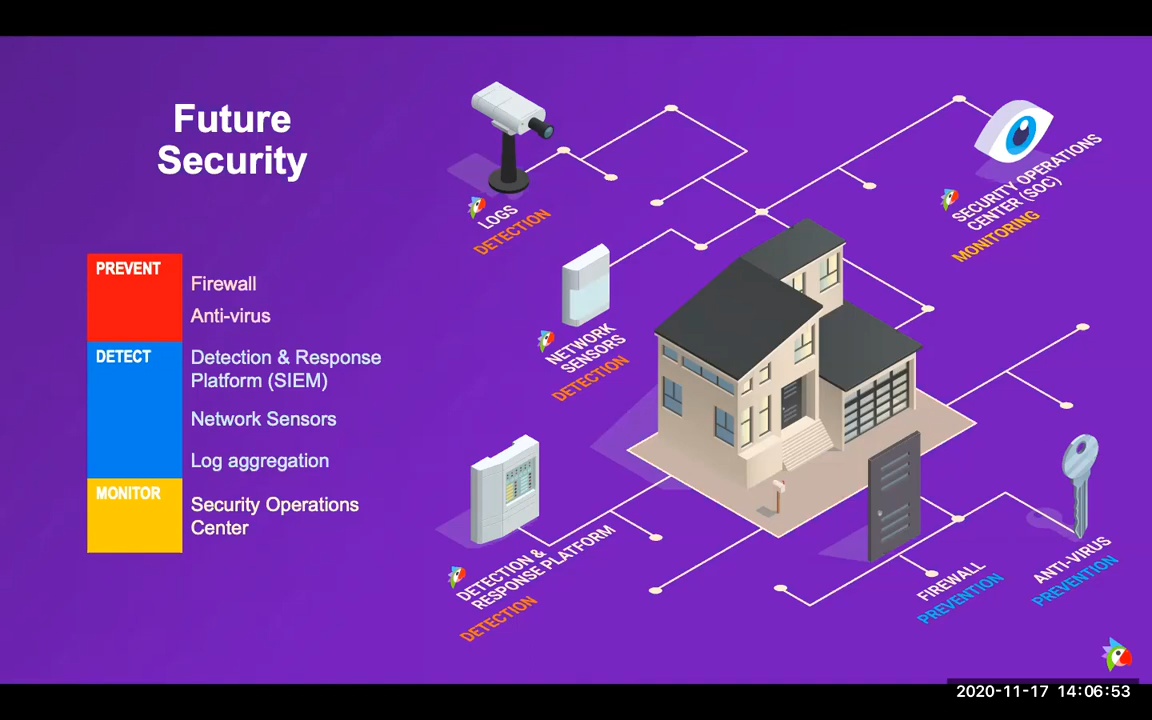 Future
Security
PREVENT
Firewall
Anti-virus
DETECT
Detection & Response
Platform (SIEM)
Network Sensors
Log aggregation
MONITOR
Security Operations
Center
LOGS
DETECTION
SECURITY OPERATIONS
CENTER (SOC)
MONITORING
NETWORK
SENSORS
DETECTION
DETECTION &
RESPONSE PLATFORM
DETECTION
FIREWALL
PREVENTION
ANTI-VIRUS
PREVENTION
2020-11-17 14:06:53